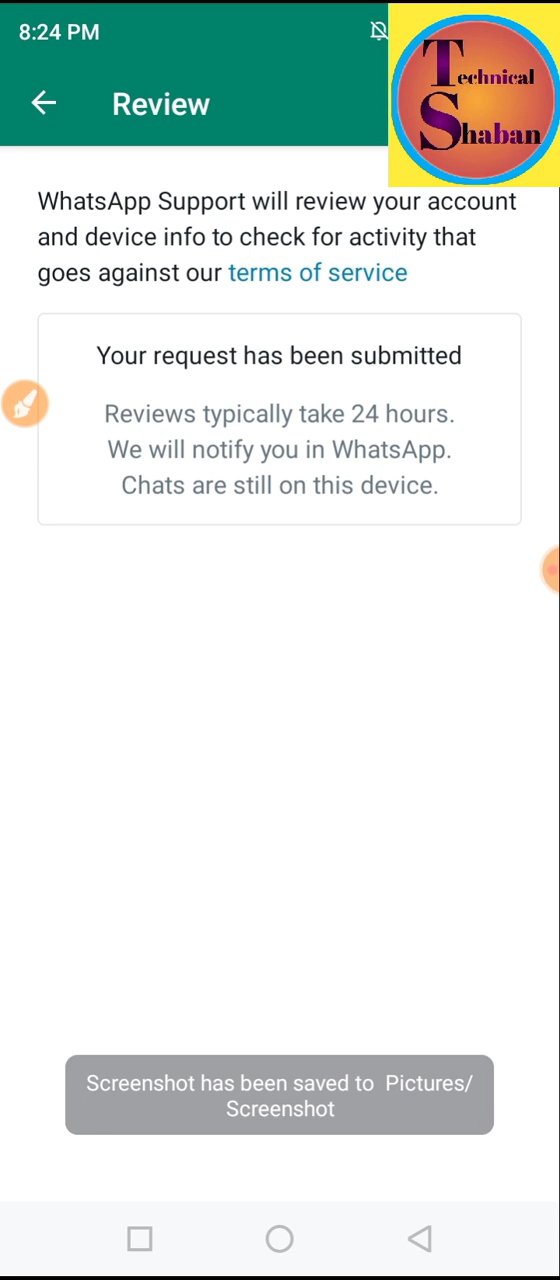 8:24 PM
Technical
Shaban
Review
WhatsApp Support will review your account
and device info to check for activity that
goes against our terms of service
Your request has been submitted
Reviews typically take 24 hours.
We will notify you in WhatsApp.
Chats are still on this device.
Screenshot has been saved to Pictures/
Screenshot